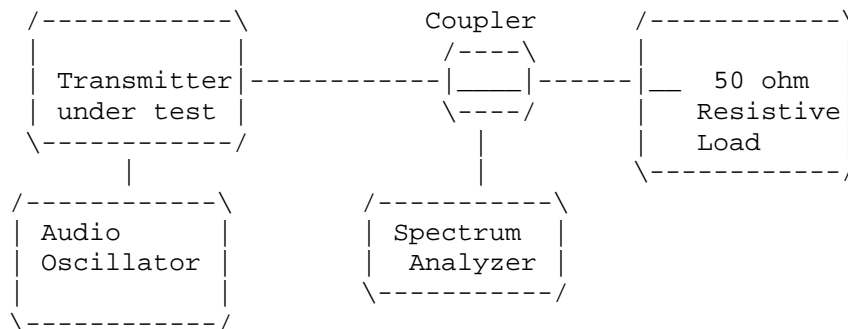 Coupler
Transmitter
under test
50 ohm
Resistive
Load
Audio
Oscillator
Spectrum
Analyzer